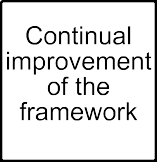 Continual
improvement
of the
framework